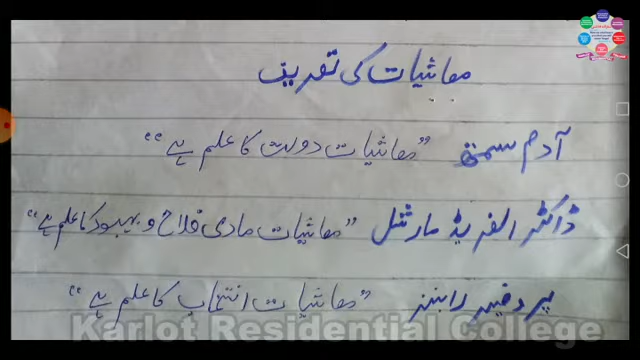 معاشیات کی تعریف
آدم سمتھ "معاشیات دولت کا علم ہے"
ڈاکٹر الفریڈ مارشل "معاشیات مادی فلاح و بہبود کا علم ہے"
پروفیسر رابنز "معاشیات انتخاب کا علم ہے"
Karlot Residential College